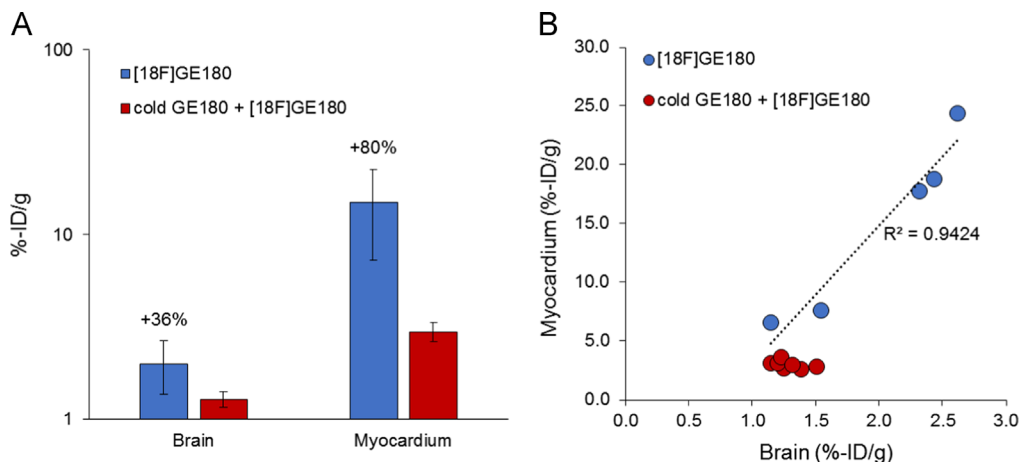 A
100
[18F]GE180
cold GE180 + [18F]GE180
+80%
%-ID/g
10
+36%
1
Brain
Myocardium
B
30.0
[18F]GE180
25.0
cold GE180 + [18F]GE180
20.0
Myocardium (%-ID/g)
15.0
R² = 0.9424
10.0
5.0
0.0
0.0 0.5 1.0 1.5 2.0 2.5 3.0
Brain (%-ID/g)